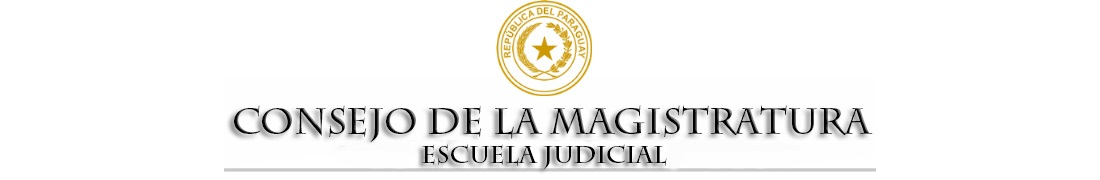 REPÚBLICA DEL PARAGUAY
CONSEJO DE LA MAGISTRATURA
ESCUELA JUDICIAL